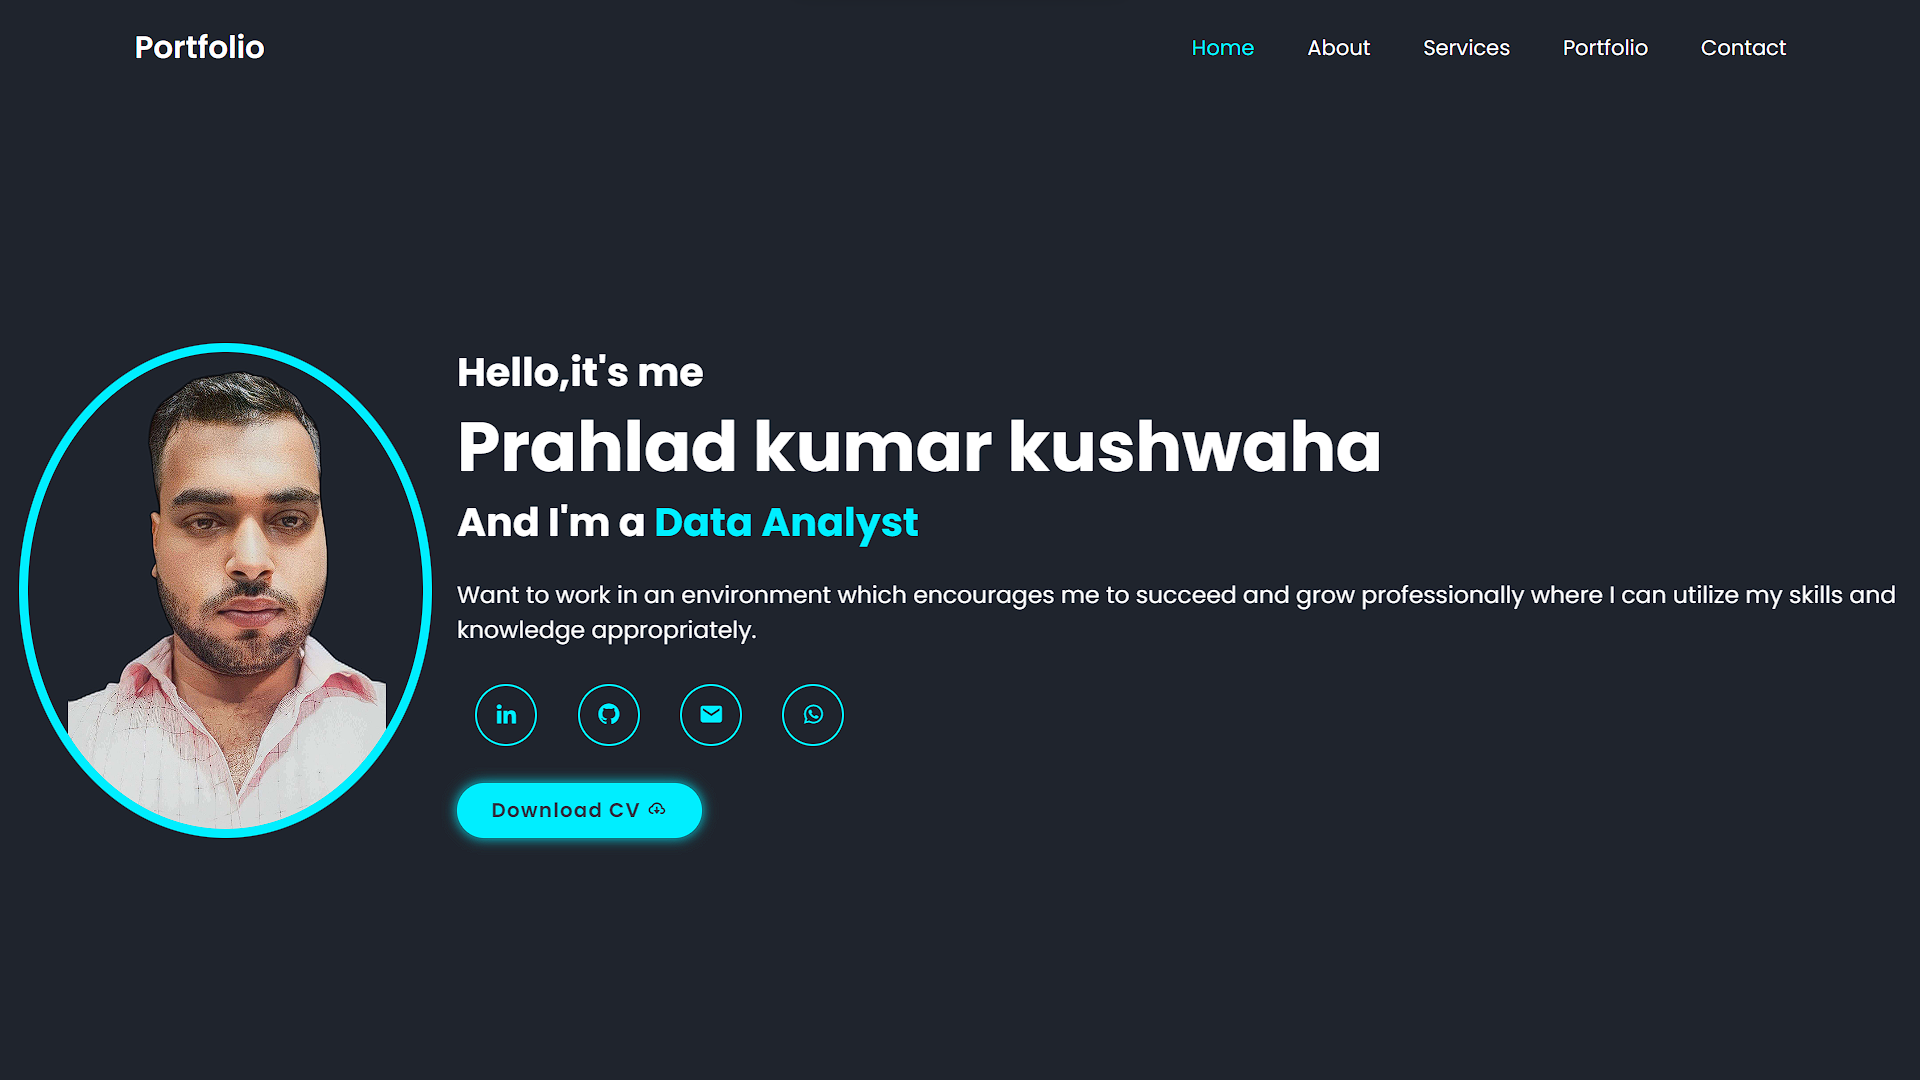 Portfolio
Home
About
Services
Portfolio
Contact
Hello,it's me
Prahlad kumar kushwaha
And I'm a Data Analyst
Want to work in an environment which encourages me to succeed and grow professionally where I can utilize my skills and
knowledge appropriately.
in
Download CV